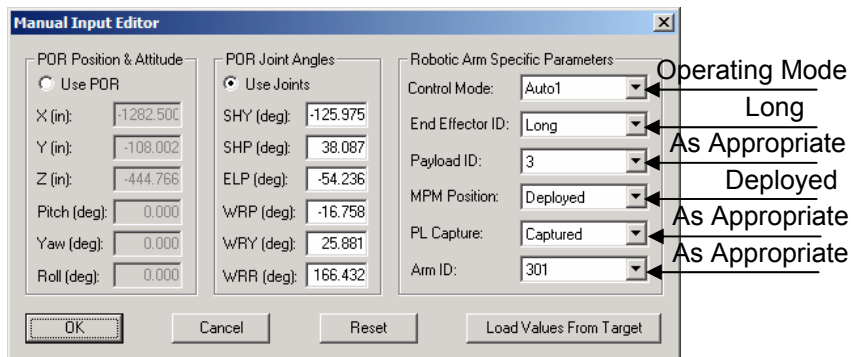 Manual Input Editor
POR Position & Attitude
Use POR
X (in): -1282.500
Y (in): -108.002
Z (in): -444.766
Pitch (deg): 0.000
Yaw (deg): 0.000
Roll (deg): 0.000
POR Joint Angles
Use Joints
SHY (deg): -125.975
SHP (deg): 38.087
ELP (deg): -54.236
WRP (deg): -16.758
WRY (deg): 25.881
WRR (deg): 166.432
Robotic Arm Specific Parameters
Control Mode: Auto1
End Effector ID: Long
Payload ID: 3
MPM Position: Deployed
PL Capture: Captured
Arm ID: 301
Operating Mode
Long
As Appropriate
Deployed
As Appropriate
As Appropriate
OK
Cancel
Reset
Load Values From Target